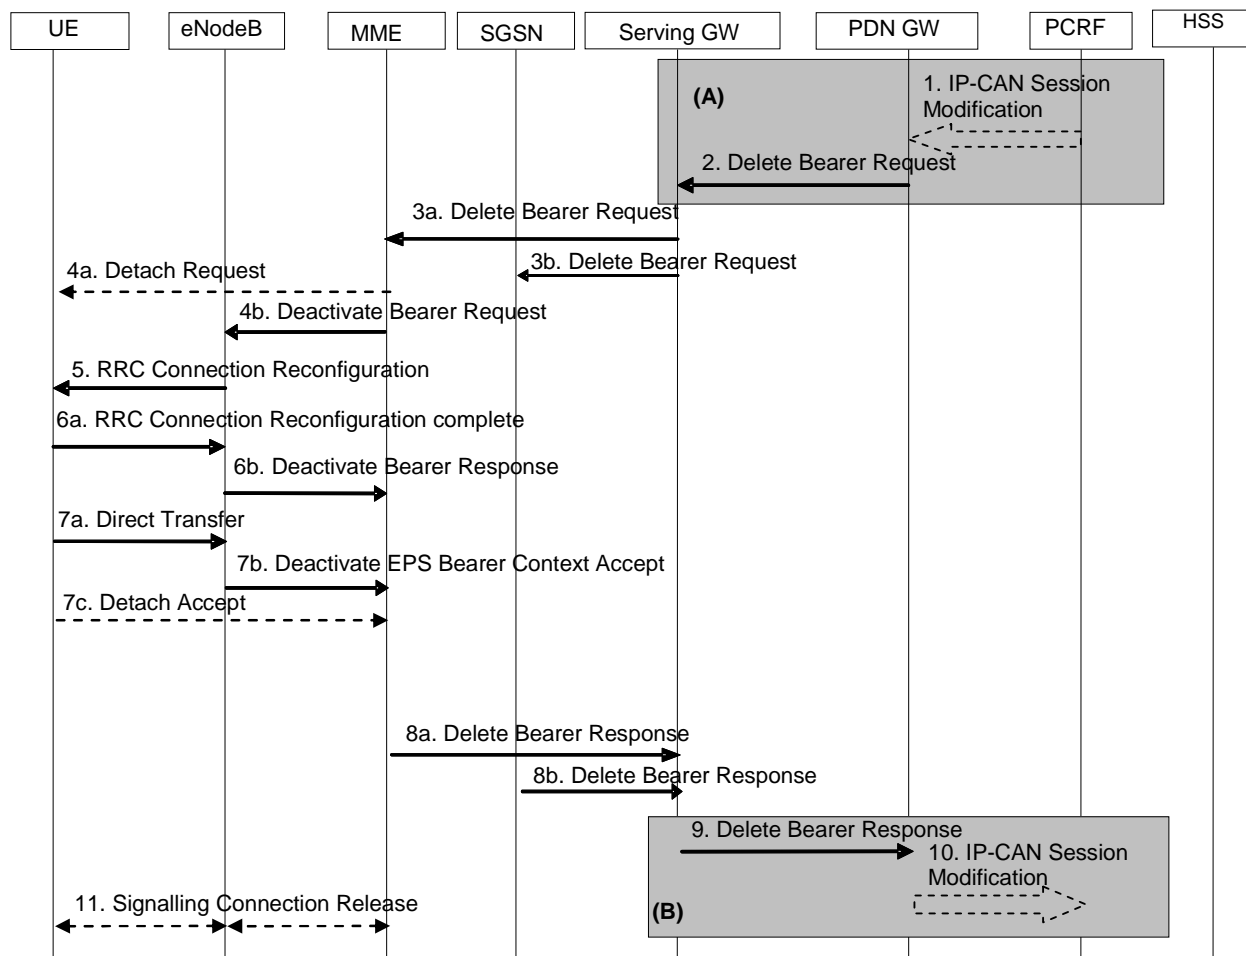 UE
eNodeB
MME
SGSN
Serving GW
PDN GW
PCRF
HSS
(A)
1. IP-CAN Session
Modification
2. Delete Bearer Request
3a. Delete Bearer Request
3b. Delete Bearer Request
4a. Detach Request
4b. Deactivate Bearer Request
5. RRC Connection Reconfiguration
6a. RRC Connection Reconfiguration complete
6b. Deactivate Bearer Response
7a. Direct Transfer
7b. Deactivate EPS Bearer Context Accept
7c. Detach Accept
8a. Delete Bearer Response
8b. Delete Bearer Response
9. Delete Bearer Response
10. IP-CAN Session
Modification
11. Signalling Connection Release
(B)